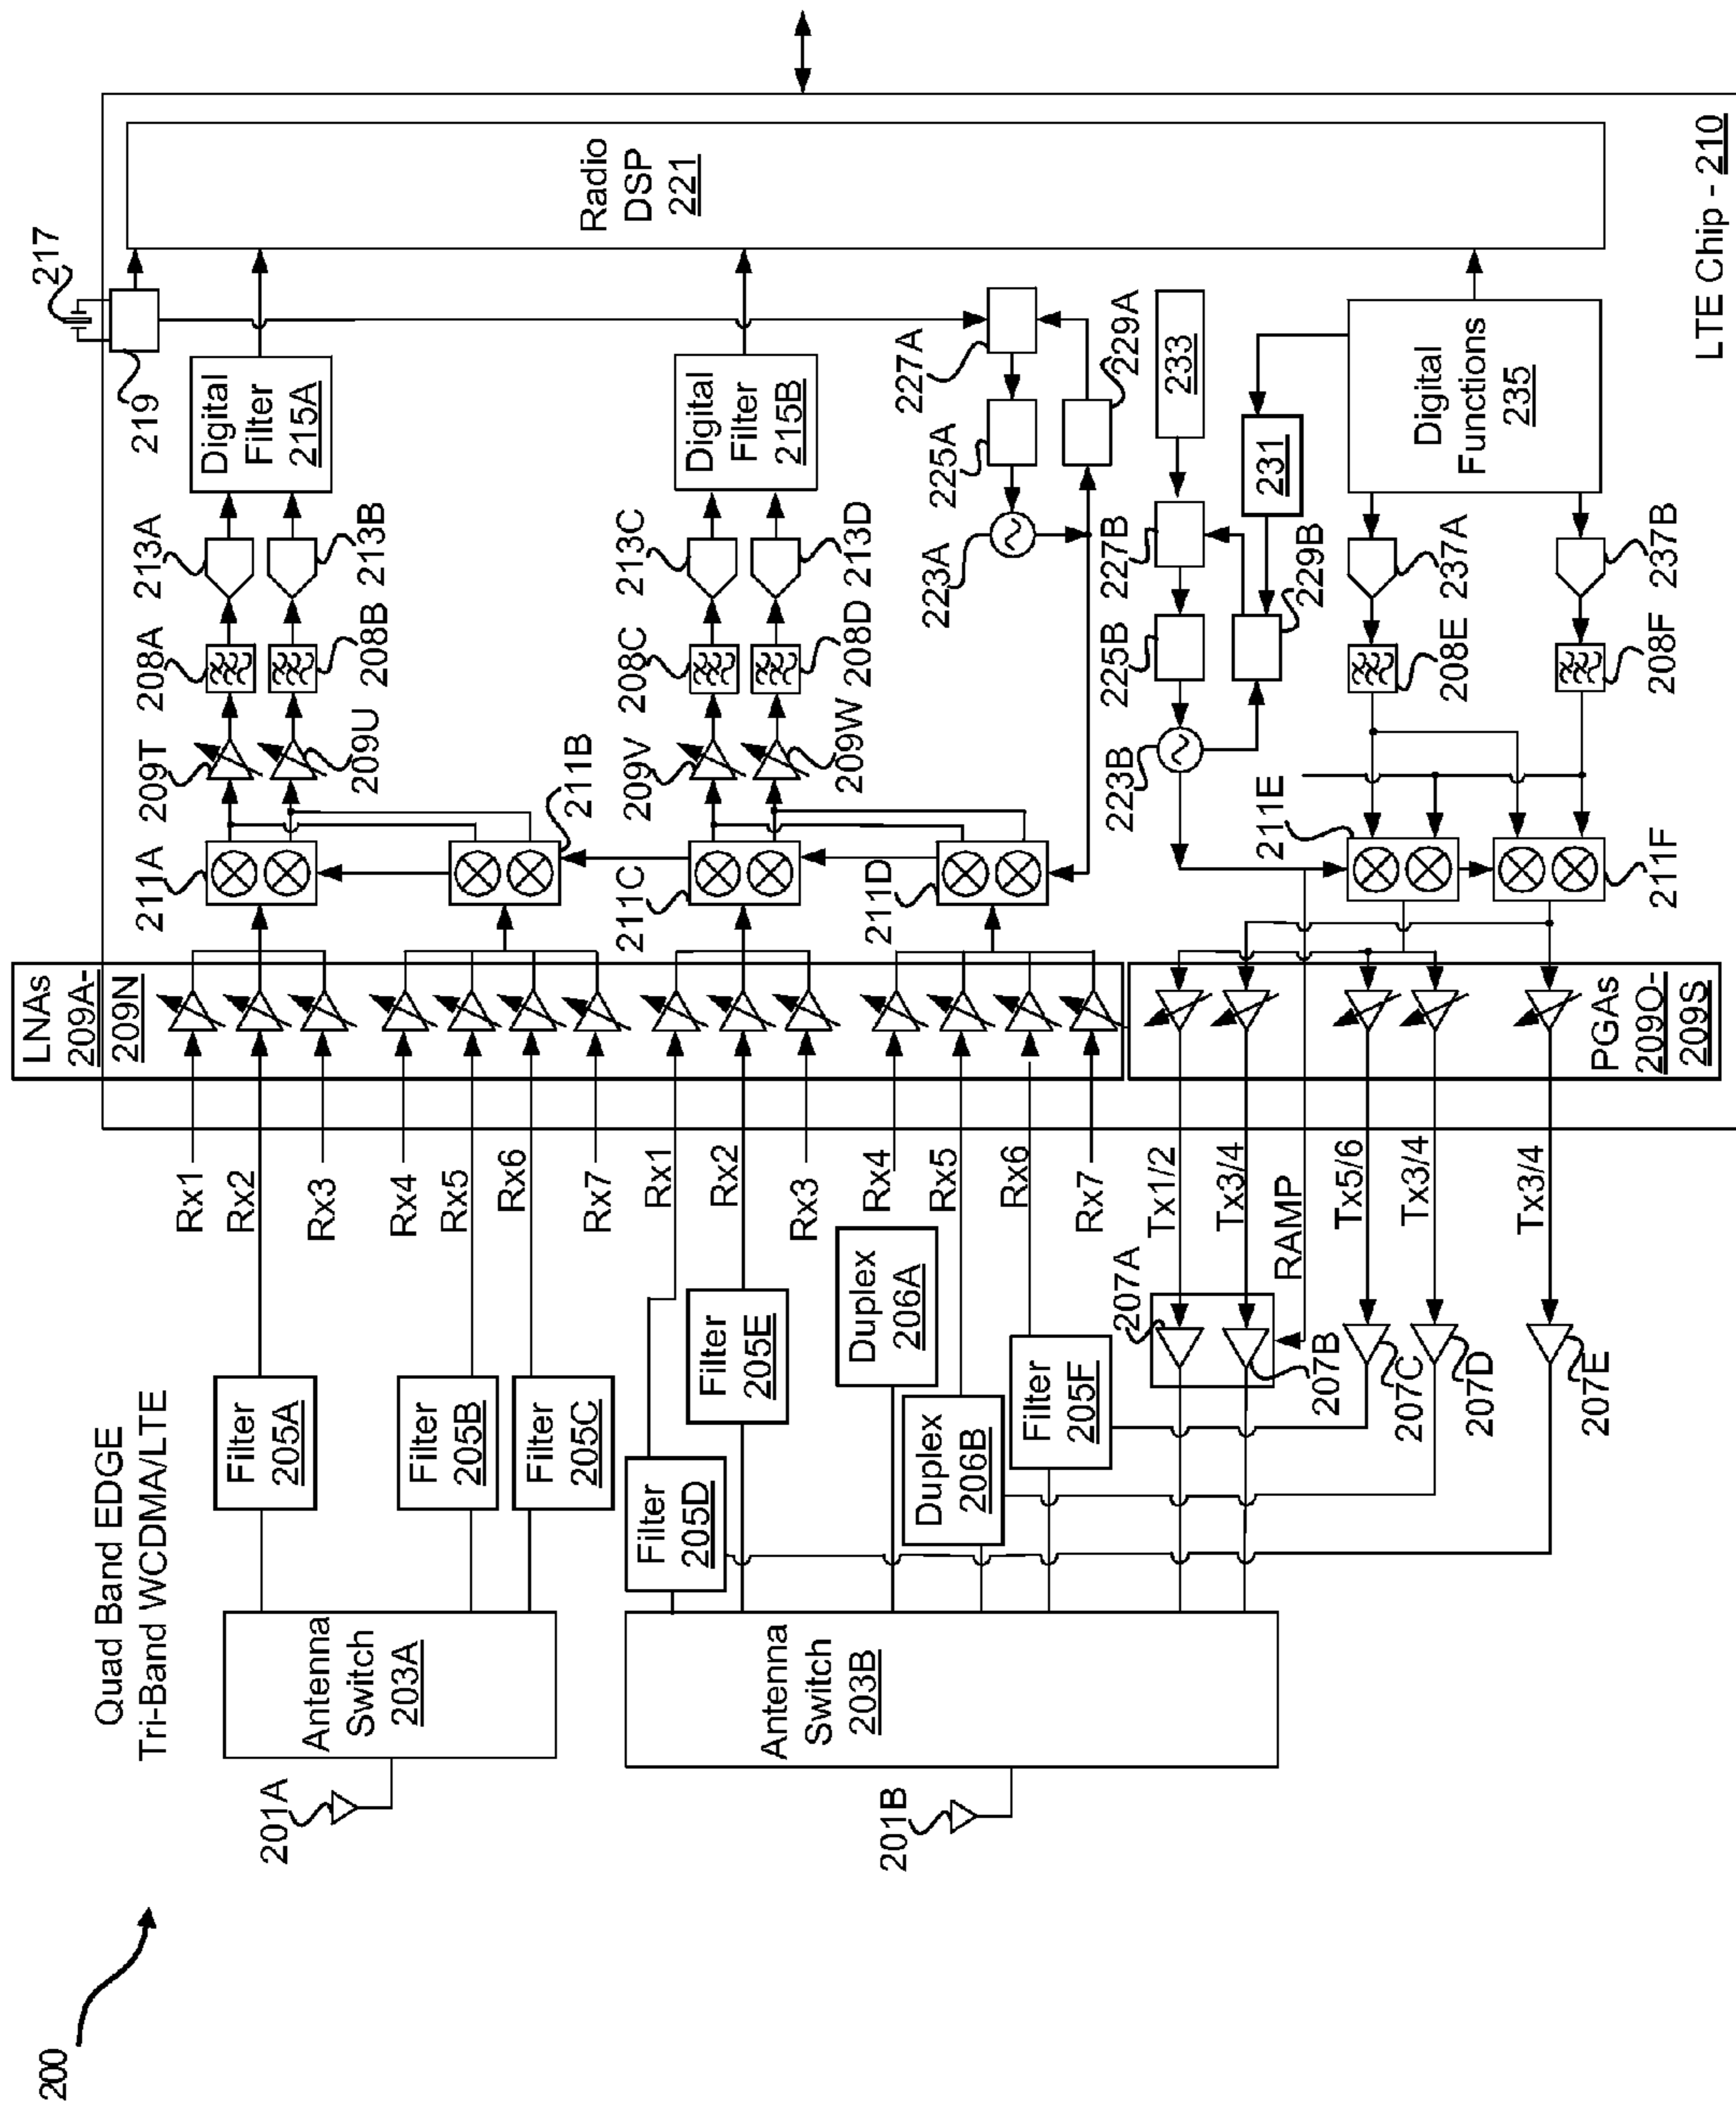 200
Quad Band EDGE
Tri-Band WCDMA/LTE
201A
Antenna
Switch
203A
201B
Antenna
Switch
203B
Filter
205A
Filter
205B
Filter
205C
Filter
205D
Filter
205E
Duplex
206A
Duplex
206B
Filter
205F
207A
207B
207C
207D
207E
Rx1
Rx2
Rx3
Rx4
Rx5
Rx6
Rx7
Rx1
Rx2
Rx3
Rx4
Rx5
Rx6
Rx7
Tx1/2
Tx3/4
RAMP
Tx5/6
Tx3/4
Tx3/4
LNAs
209A-
209N
PGAs
209O-
209S
211A
211B
211C
211D
211E
211F
209T
209U
209V
209W
208A
208B
208C
208D
208E
208F
213A
213B
213C
213D
223A
223B
225A
225B
227A
227B
229A
229B
231
233
237A
237B
Digital
Filter
215A
Digital
Filter
215B
217
219
Digital
Functions
235
Radio
DSP
221
LTE Chip - 210